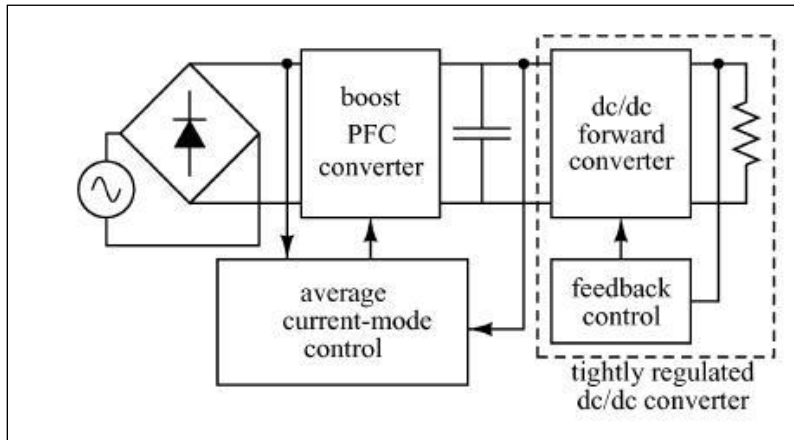 boost
PFC
converter
dc/dc
forward
converter
average
current-mode
control
feedback
control
tightly regulated
dc/dc converter